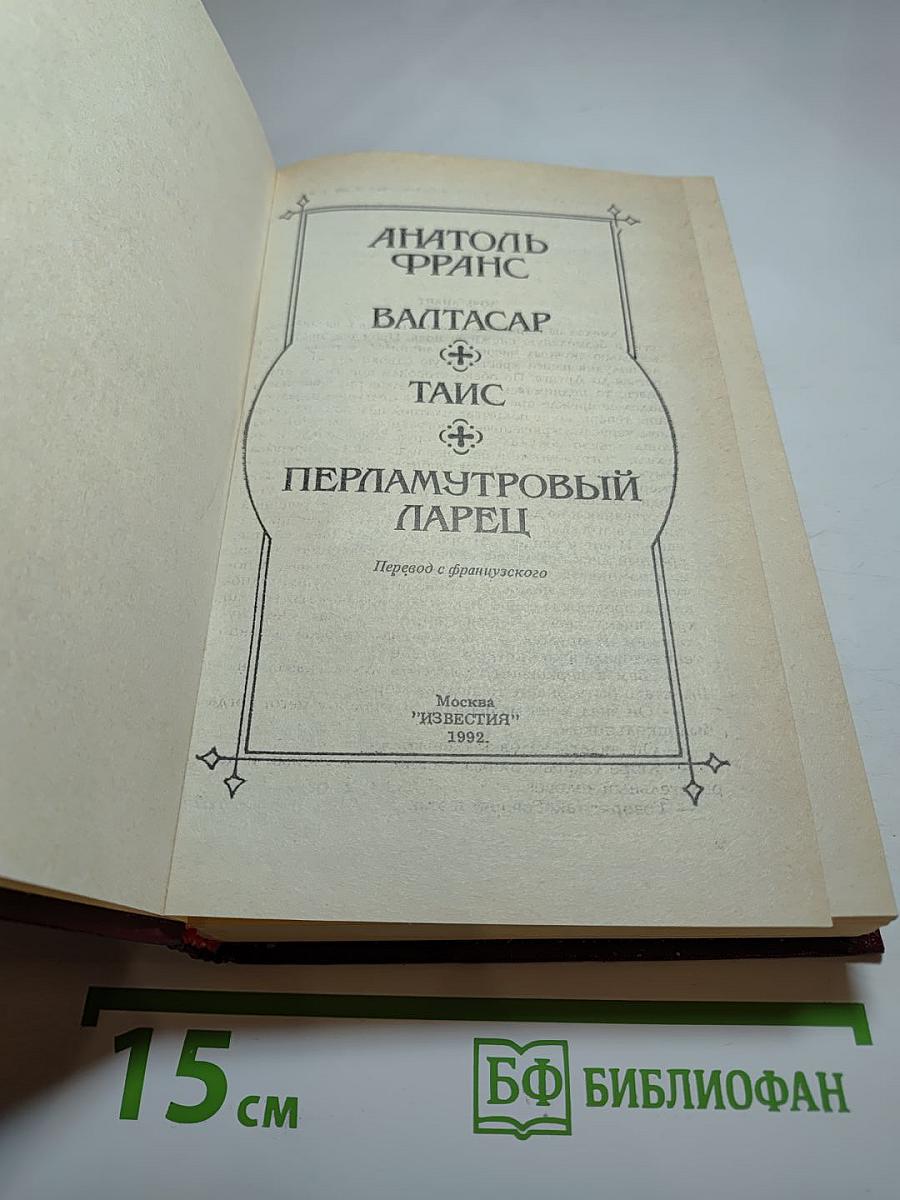 АНАТОЛЬ
ФРАНС
ВАЛТАСАР
ТАИС
ПЕРЛАМУТРОВЫЙ
ЛАРЕЦ
Перевод с французского
Москва
"ИЗВЕСТИЯ"
1992.
15 см
БФ БИБЛИОФАН